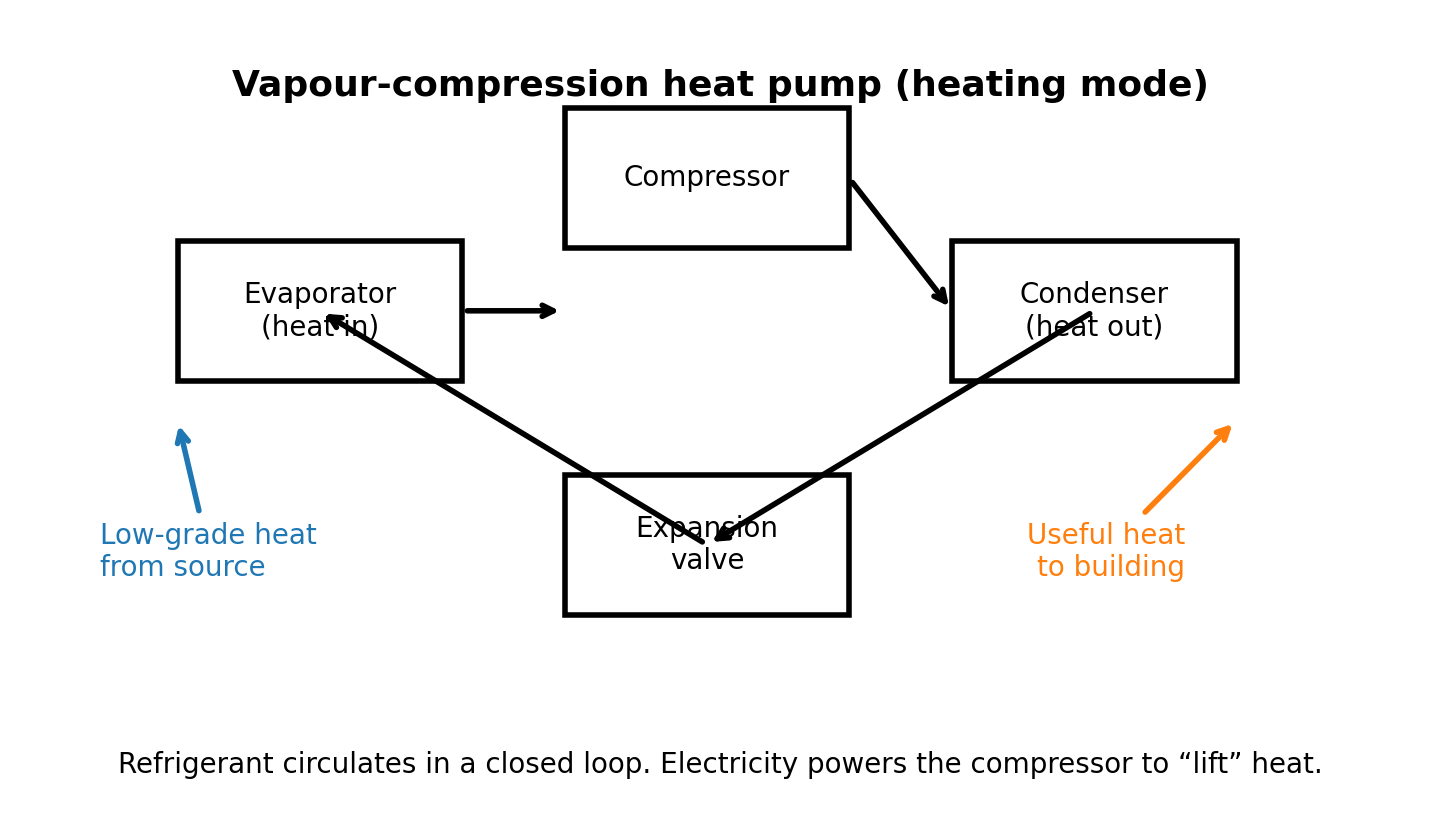 Vapour-compression heat pump (heating mode)
Compressor
Evaporator
(heat in)
Condenser
(heat out)
Expansion
valve
Low-grade heat
from source
Useful heat
to building
Refrigerant circulates in a closed loop. Electricity powers the compressor to “lift” heat.